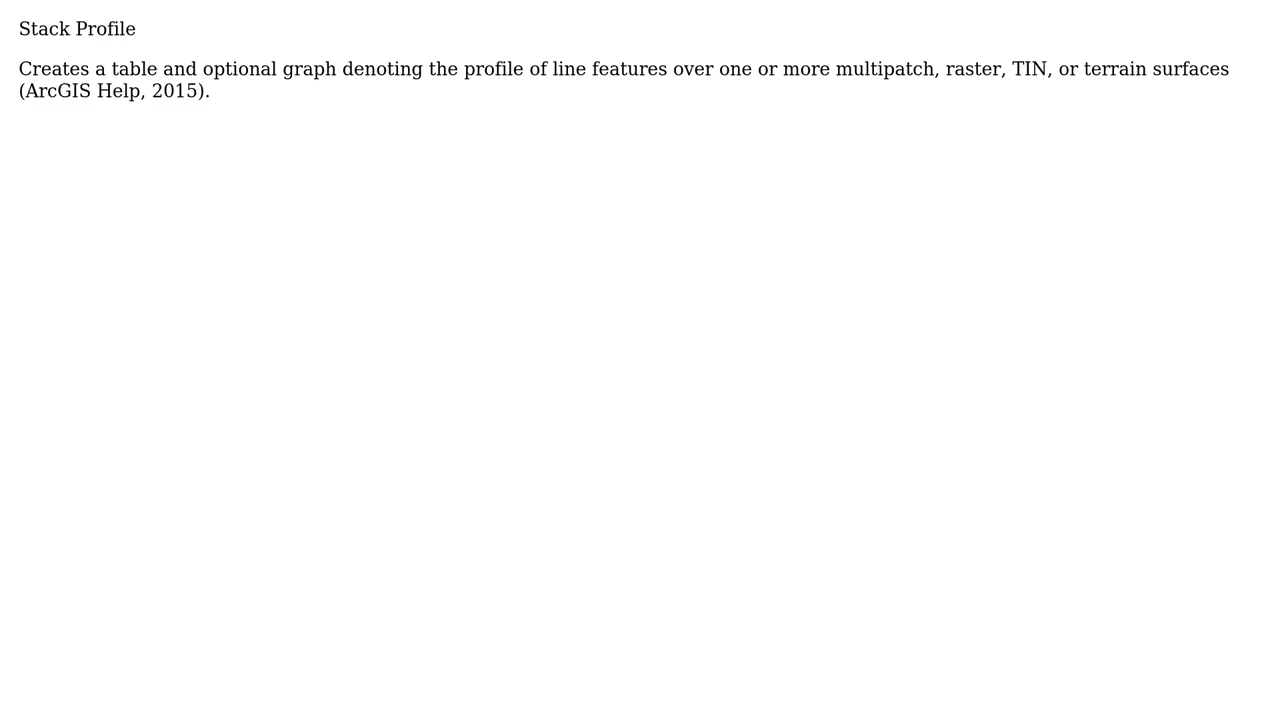 Stack Profile
Creates a table and optional graph denoting the profile of line features over one or more multipatch, raster, TIN, or terrain surfaces
(ArcGIS Help, 2015).